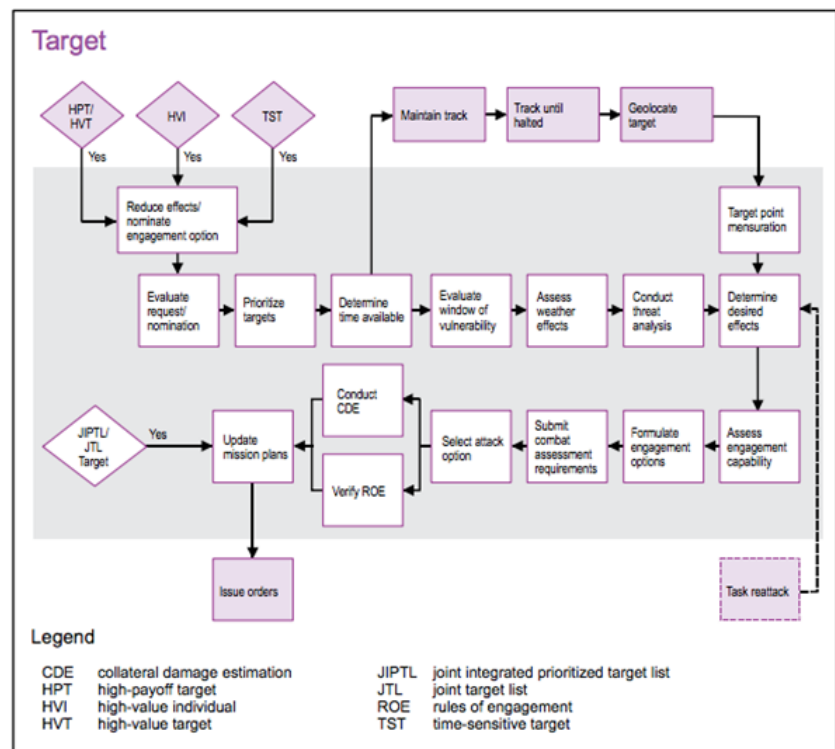 Target
HPT/
HVT
HVI
TST
Maintain track
Track until
halted
Geolocate
target
Yes
Yes
Yes
Reduce effects/
nominate
engagement option
Target point
mensuration
Evaluate
request/
nomination
Prioritize
targets
Determine
time available
Evaluate
window of
vulnerability
Assess
weather
effects
Conduct
threat
analysis
Determine
desired
effects
JIPTL/
JTL
Target
Yes
Update
mission plans
Conduct
CDE
Verify ROE
Select attack
option
Submit
combat
assessment
requirements
Formulate
engagement
options
Assess
engagement
capability
Issue orders
Task reattack
Legend
CDE collateral damage estimation
HPT high-payoff target
HVI high-value individual
HVT high-value target
JIPTL joint integrated prioritized target list
JTL joint target list
ROE rules of engagement
TST time-sensitive target